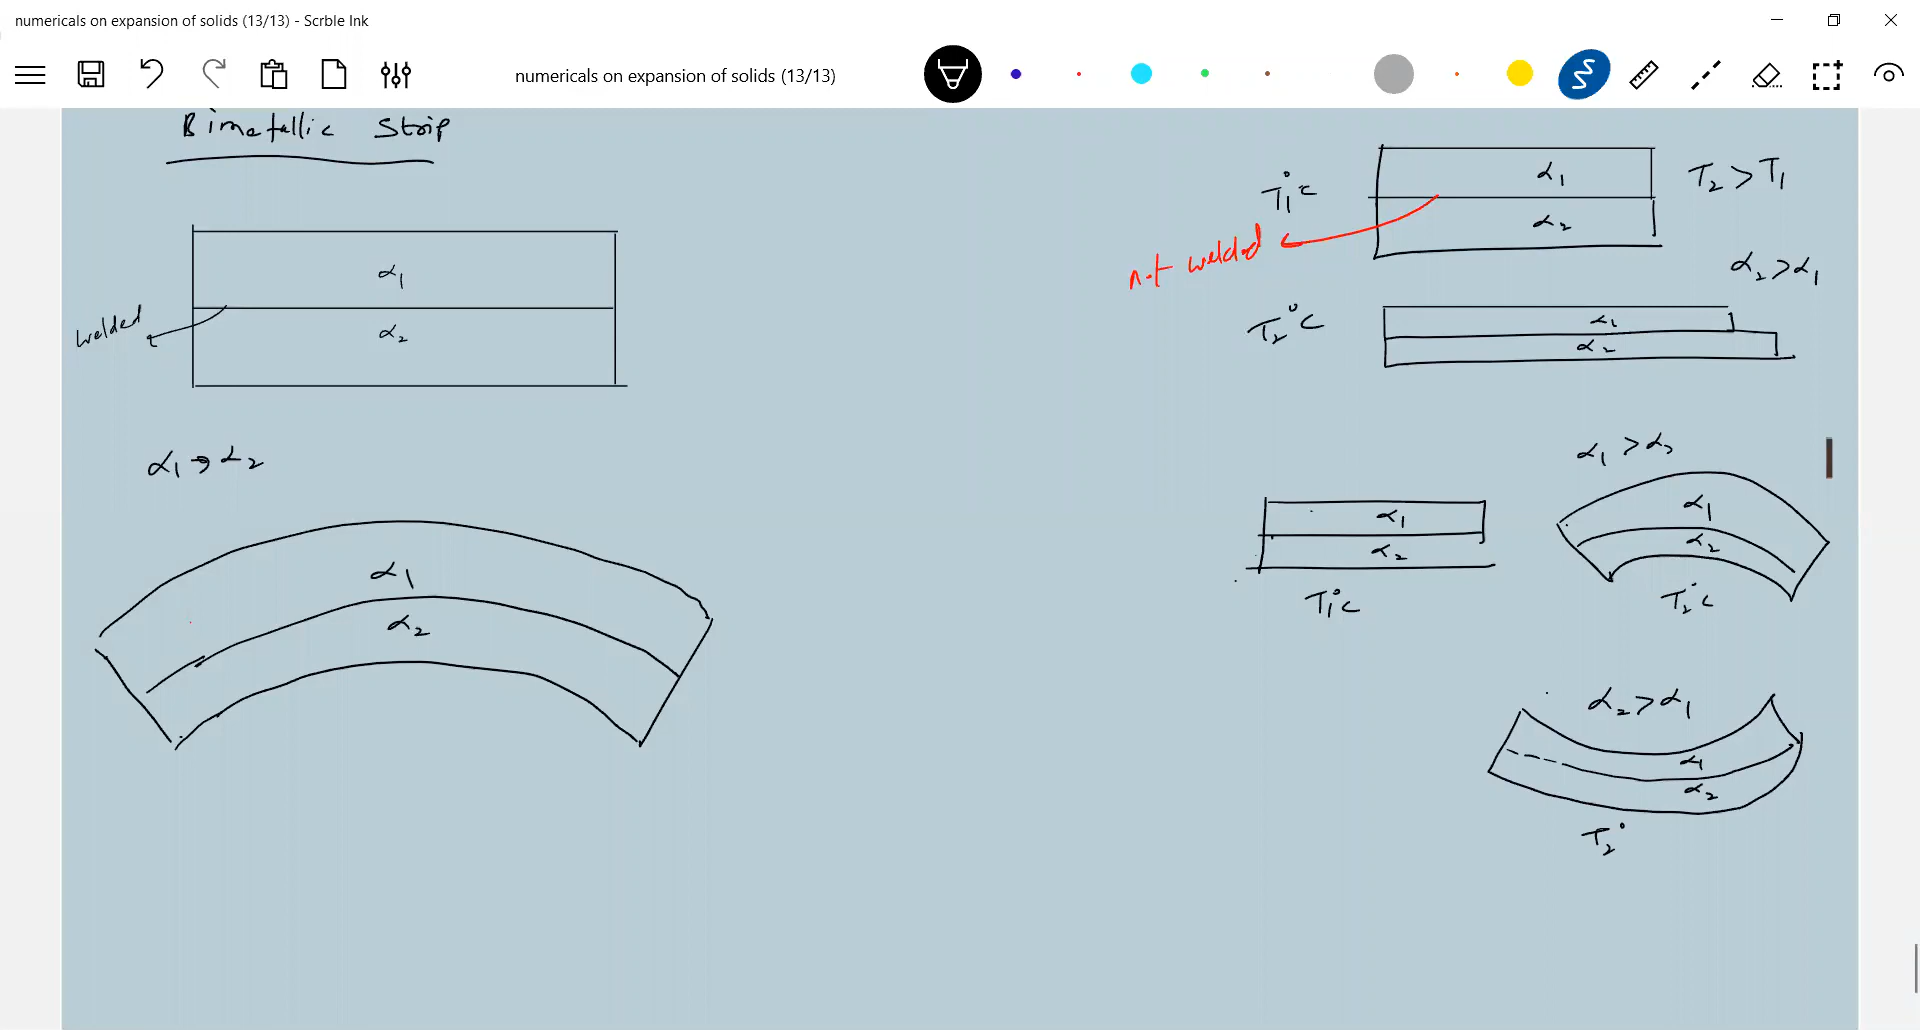 numericals on expansion of solids (13/13) - Scrble Ink
numericals on expansion of solids (13/13)
Bimetallic Strip
α₁
α₂
welded
α₁ > α₂
α₁
α₂
T₁°C
α₁
α₂
T₂ > T₁
not welded
α₂ > α₁
T₂°C
α₁
α₂
α₁ > α₂
α₁
α₂
T₁°C
α₁
α₂
T₂°C
α₂ > α₁
α₁
α₂
T₂°